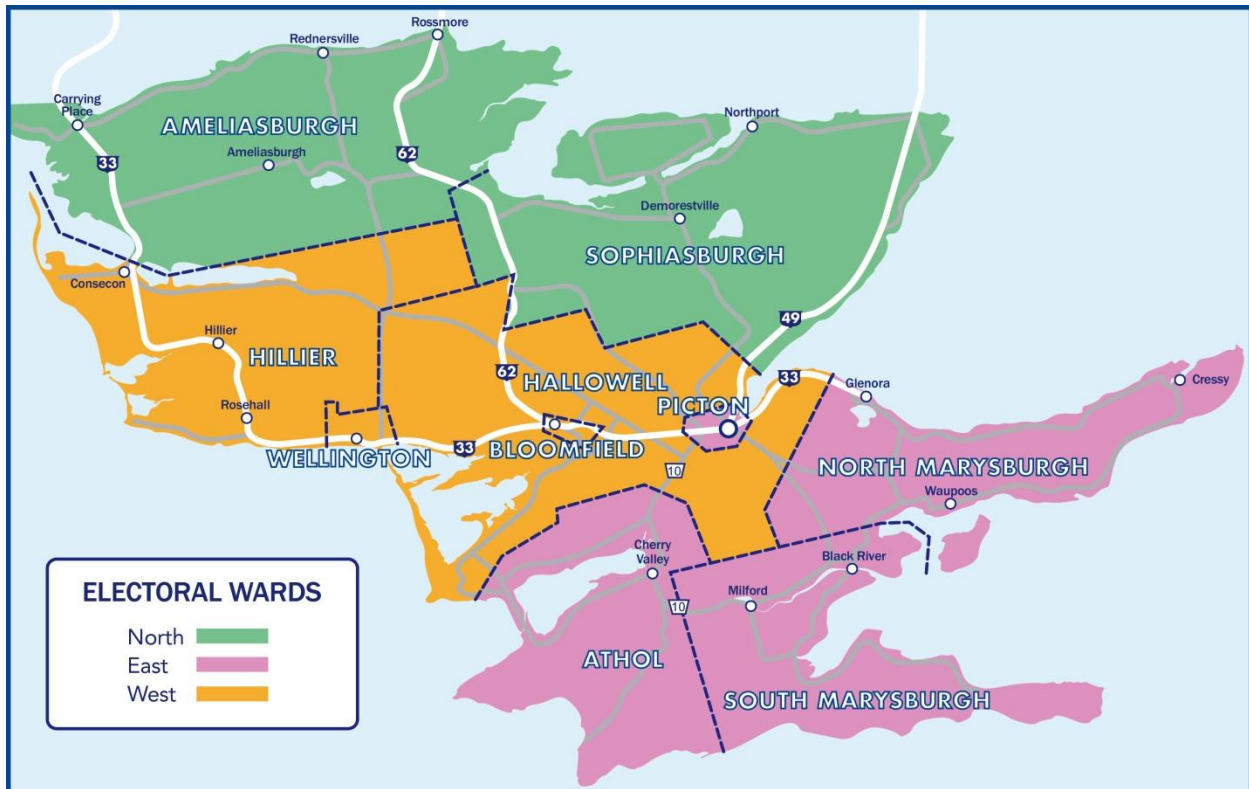 Rossmore
Rednersville
Carrying
Place
AMELIASBURGH
Northport
33
Ameliasburgh
62
Demorestville
SOPHIASBURGH
Consecon
49
Hillier
HILLIER
62
HALLOWELL
33
Glenora
Cressy
PICTON
Rosehall
WELLINGTON
33
BLOOMFIELD
10
NORTH MARYSBURGH
Waupoos
Cherry
Valley
Black River
Milford
10
ATHOL
SOUTH MARYSBURGH
ELECTORAL WARDS
North
East
West